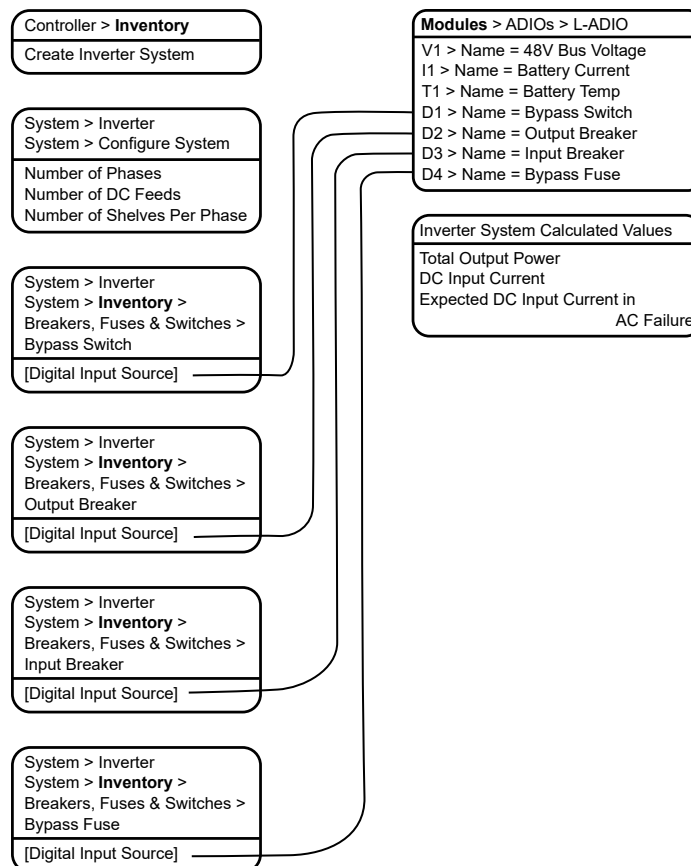 Controller > Inventory
Create Inverter System
System > Inverter
System > Configure System
Number of Phases
Number of DC Feeds
Number of Shelves Per Phase
System > Inverter
System > Inventory >
Breakers, Fuses & Switches >
Bypass Switch
[Digital Input Source]
System > Inverter
System > Inventory >
Breakers, Fuses & Switches >
Output Breaker
[Digital Input Source]
System > Inverter
System > Inventory >
Breakers, Fuses & Switches >
Input Breaker
[Digital Input Source]
System > Inverter
System > Inventory >
Breakers, Fuses & Switches >
Bypass Fuse
[Digital Input Source]
Modules > ADIOs > L-ADIO
V1 > Name = 48V Bus Voltage
I1 > Name = Battery Current
T1 > Name = Battery Temp
D1 > Name = Bypass Switch
D2 > Name = Output Breaker
D3 > Name = Input Breaker
D4 > Name = Bypass Fuse
Inverter System Calculated Values
Total Output Power
DC Input Current
Expected DC Input Current in
AC Failure